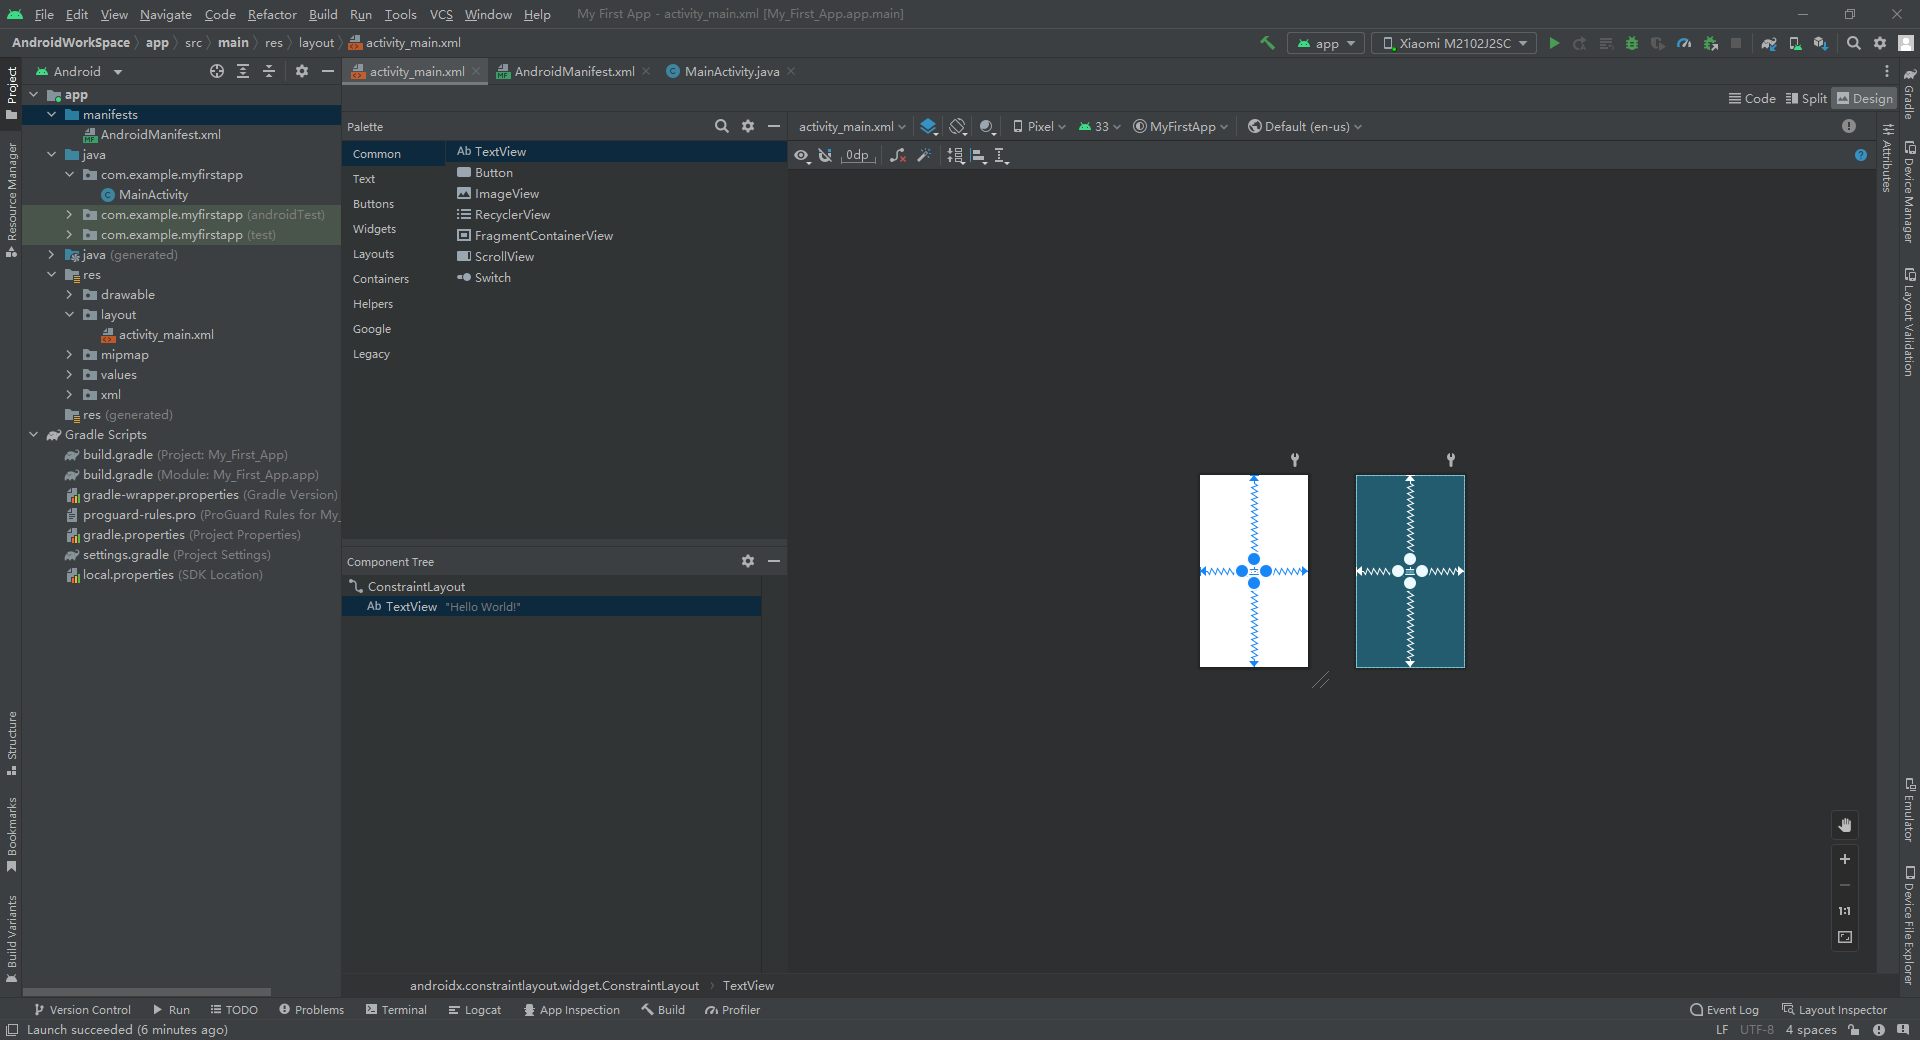 File Edit View Navigate Code Refactor Build Run Tools VCS Window Help My First App - activity_main.xml [My_First_App.app.main]
AndroidWorkSpace app src main res layout activity_main.xml app Xiaomi M2102J2SC
Project
Resource Manager
Structure
Bookmarks
Build Variants
Android
app
manifests
AndroidManifest.xml
java
com.example.myfirstapp
MainActivity
com.example.myfirstapp (androidTest)
com.example.myfirstapp (test)
java (generated)
res
drawable
layout
activity_main.xml
mipmap
values
xml
res (generated)
Gradle Scripts
build.gradle (Project: My_First_App)
build.gradle (Module: My_First_App.app)
gradle-wrapper.properties (Gradle Version)
proguard-rules.pro (ProGuard Rules for My_
gradle.properties (Project Properties)
settings.gradle (Project Settings)
local.properties (SDK Location)
activity_main.xml AndroidManifest.xml MainActivity.java
Code Split Design
Palette
Common
Text
Buttons
Widgets
Layouts
Containers
Helpers
Google
Legacy
Ab TextView
Button
ImageView
RecyclerView
FragmentContainerView
ScrollView
Switch
Component Tree
ConstraintLayout
Ab TextView "Hello World!"
activity_main.xml Pixel 33 MyFirstApp Default (en-us)
0dp
1:1
Gradle
Attributes
Device Manager
Layout Validation
Emulator
Device File Explorer
androidx.constraintlayout.widget.ConstraintLayout TextView
Version Control Run TODO Problems Terminal Logcat App Inspection Build Profiler Event Log Layout Inspector
Launch succeeded (6 minutes ago) LF UTF-8 4 spaces